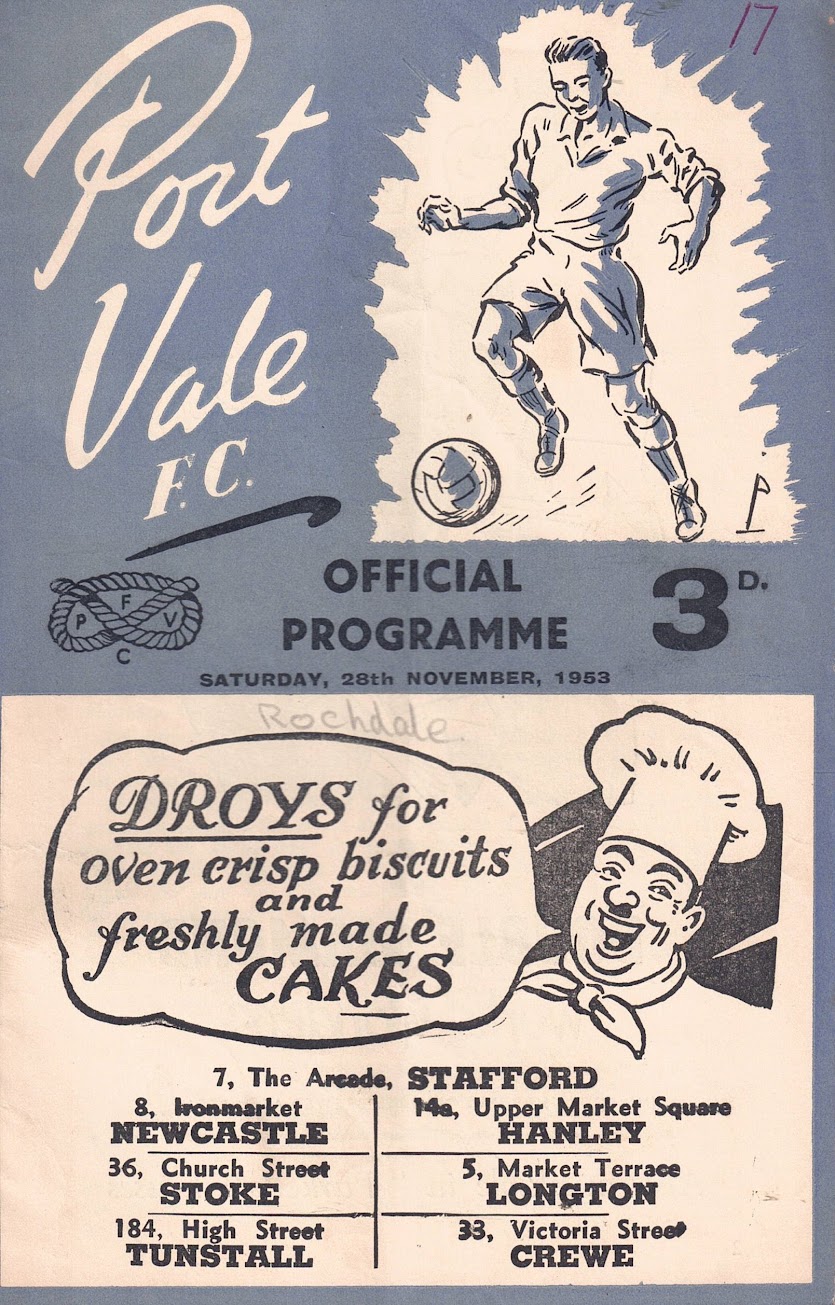 17
Port
Vale
F.C.
P F V C
OFFICIAL
PROGRAMME
3D.
SATURDAY, 28th NOVEMBER, 1953
Rochdale.
DROYS for
oven crisp biscuits
and
freshly made
CAKES
7, The Arcade, STAFFORD
8, Ironmarket
NEWCASTLE
14a, Upper Market Square
HANLEY
36, Church Street
STOKE
5, Market Terrace
LONGTON
184, High Street
TUNSTALL
33, Victoria Street
CREWE